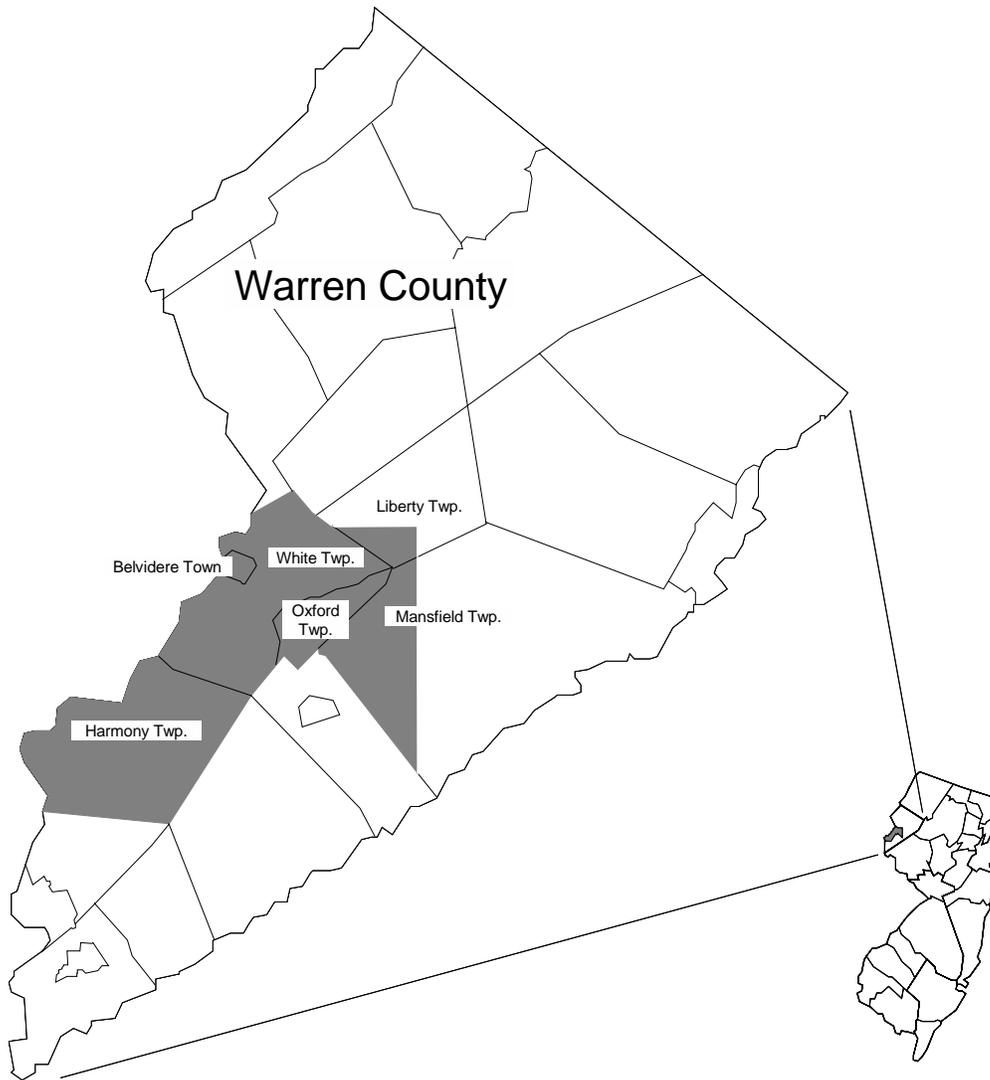 Warren County
Liberty Twp.
White Twp.
Belvidere Town
Oxford
Twp.
Mansfield Twp.
Harmony Twp.